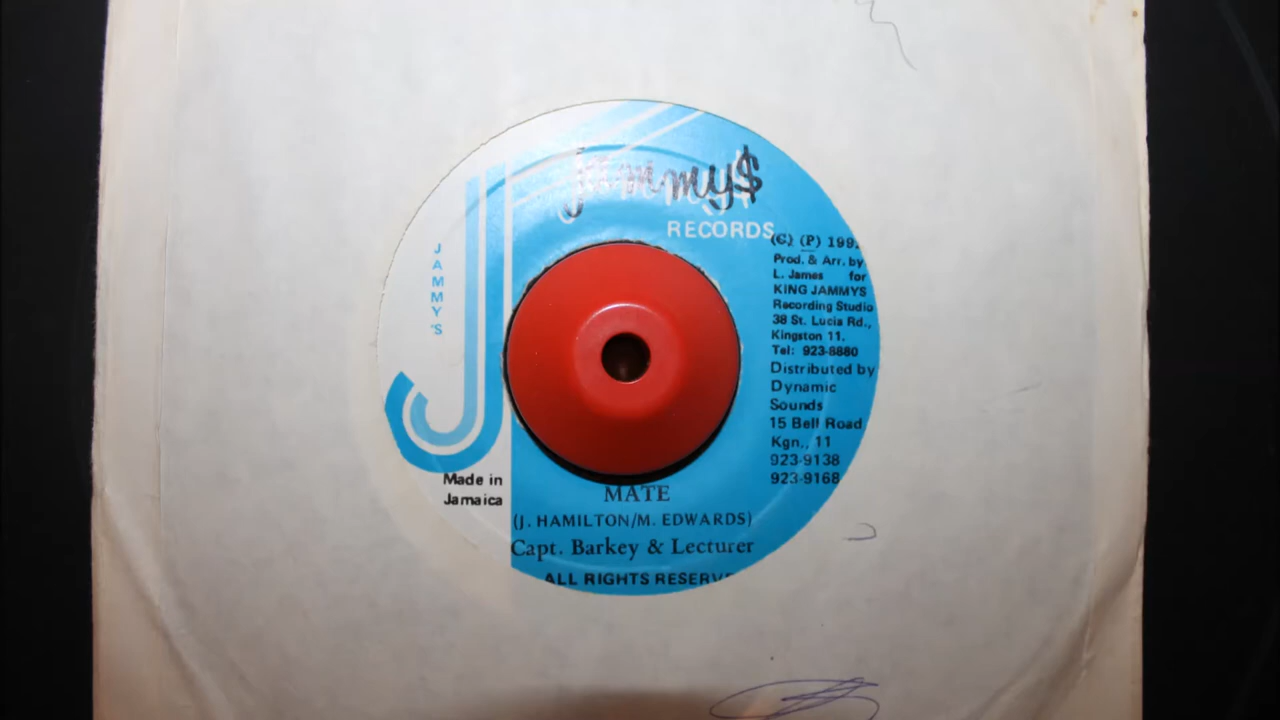 jammy$
RECORDS
JAMMY'S
(C) (P) 199
Prod. & Arr. by
L. James for
KING JAMMYS
Recording Studio
38 St. Lucia Rd.,
Kingston 11.
Tel: 923-8880
Distributed by
Dynamic
Sounds
15 Bell Road
Kgn., 11
923-9138
923-9168
Made in
Jamaica
MATE
(J. HAMILTON/M. EDWARDS)
Capt. Barkey & Lecturer
ALL RIGHTS RESERVE